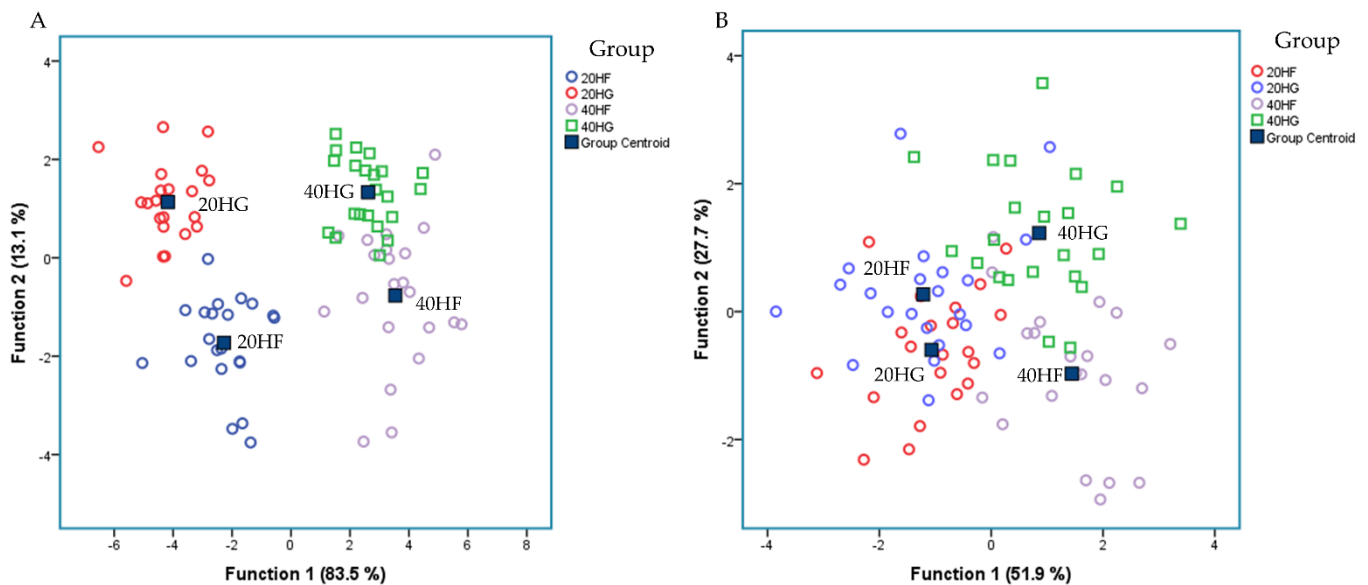 A
Function 2 (13.1 %)
4
2
0
-2
-4
-6
-4
-2
0
2
4
6
8
Function 1 (83.5 %)
20HG
40HG
20HF
40HF
Group
20HF
20HG
40HF
40HG
Group Centroid
B
Function 2 (27.7 %)
4
2
0
-2
-4
-2
0
2
4
Function 1 (51.9 %)
40HG
20HF
20HG
40HF
Group
20HF
20HG
40HF
40HG
Group Centroid